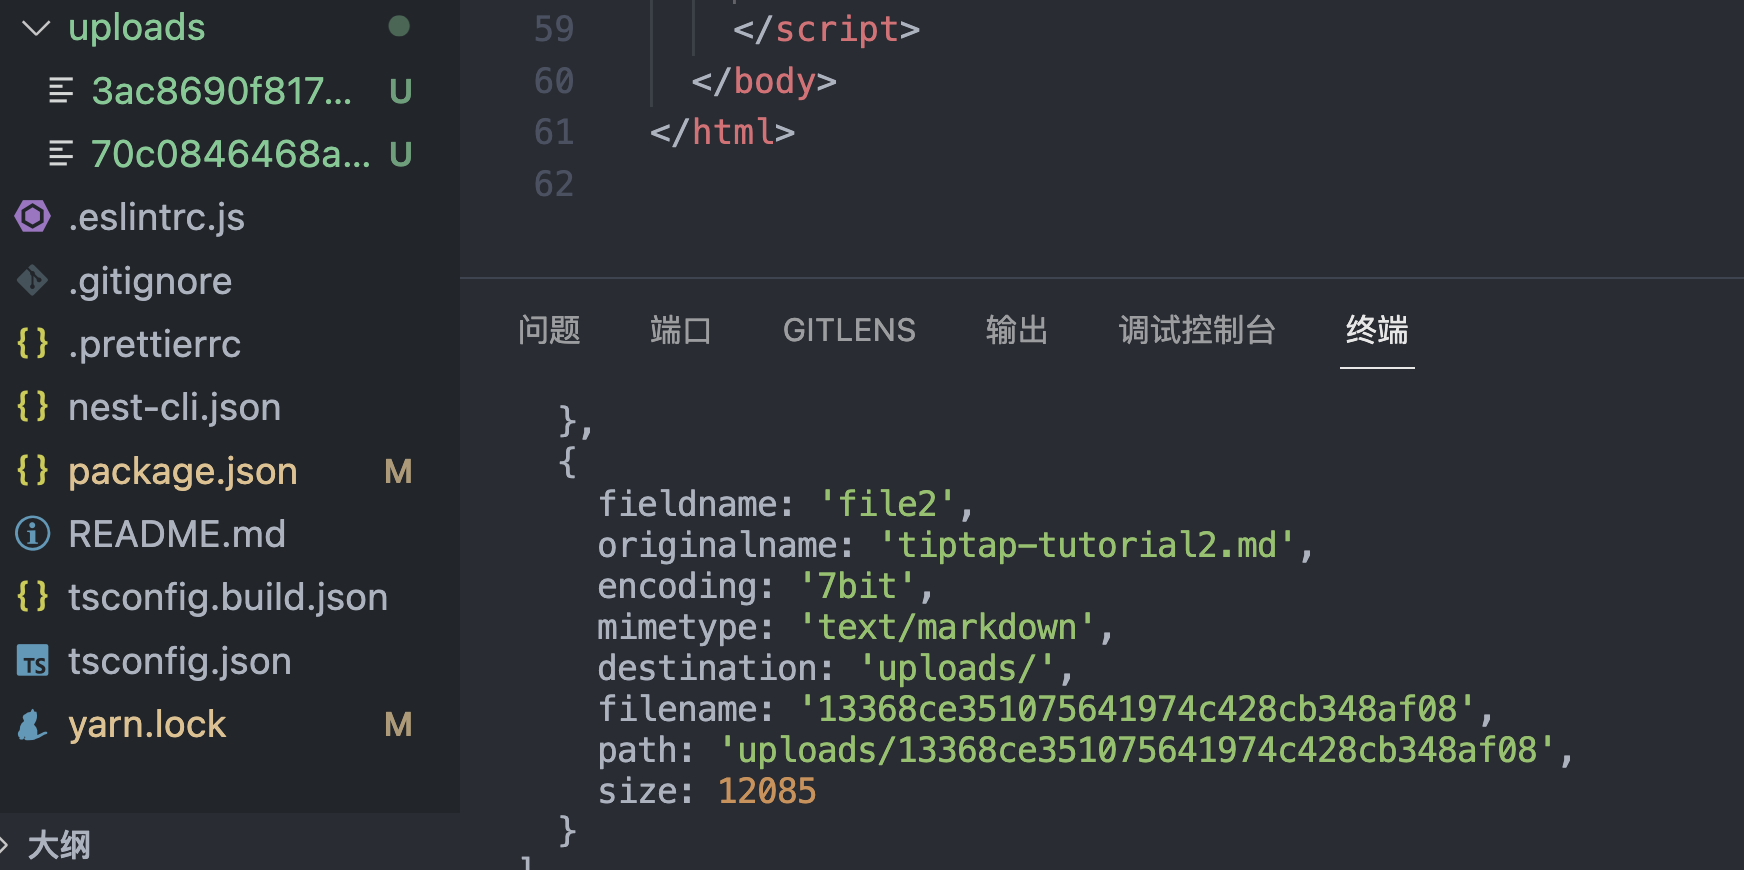 uploads
3ac8690f817... U
70c0846468a... U
.eslintrc.js
.gitignore
{} .prettierrc
{} nest-cli.json
{} package.json M
README.md
{} tsconfig.build.json
TS tsconfig.json
yarn.lock M
大纲
59 </script>
60 </body>
61 </html>
62
问题 端口 GITLENS 输出 调试控制台 终端
},
{
fieldname: 'file2',
originalname: 'tiptap-tutorial2.md',
encoding: '7bit',
mimetype: 'text/markdown',
destination: 'uploads/',
filename: '13368ce351075641974c428cb348af08',
path: 'uploads/13368ce351075641974c428cb348af08',
size: 12085
}
]